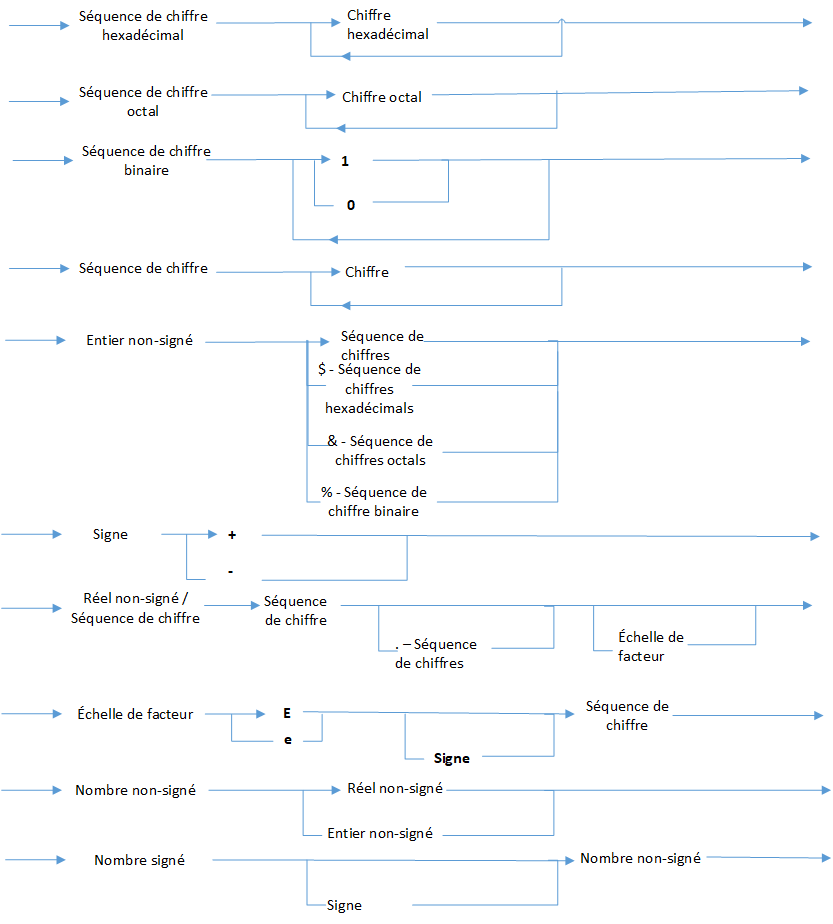 Séquence de chiffre
hexadécimal
Chiffre
hexadécimal
Séquence de chiffre
octal
Chiffre octal
Séquence de chiffre
binaire
1
0
Séquence de chiffre
Chiffre
Entier non-signé
Séquence de
chiffres
$ - Séquence de
chiffres
hexadécimals
& - Séquence de
chiffres octals
% - Séquence de
chiffre binaire
Signe
+
-
Réel non-signé /
Séquence de chiffre
Séquence
de chiffre
. – Séquence
de chiffres
Échelle de
facteur
Échelle de facteur
E
e
Signe
Séquence de
chiffre
Nombre non-signé
Réel non-signé
Entier non-signé
Nombre signé
Signe
Nombre non-signé